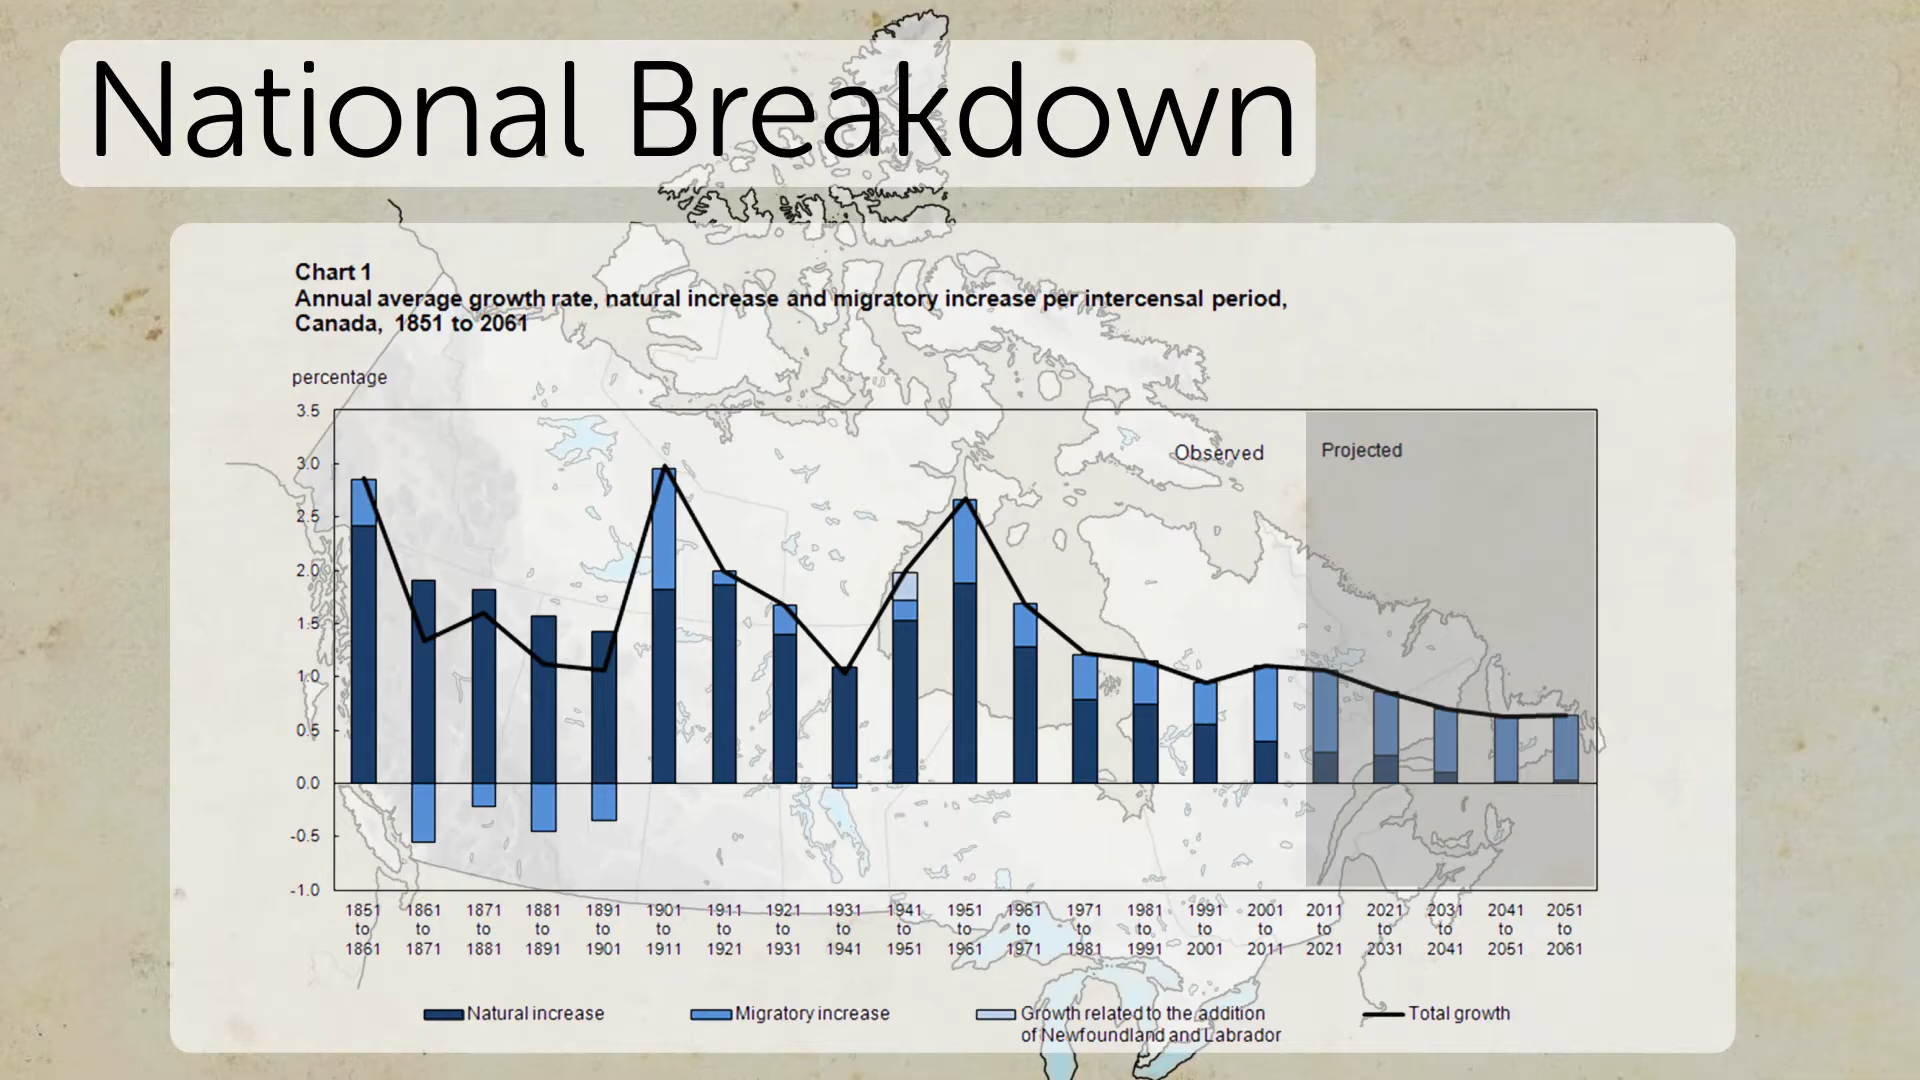 National Breakdown
Chart 1
Annual average growth rate, natural increase and migratory increase per intercensal period,
Canada, 1851 to 2061
percentage
3.5
3.0
2.5
2.0
1.5
1.0
0.5
0.0
-0.5
-1.0
Observed
Projected
1851 1861 1871 1881 1891 1901 1911 1921 1931 1941 1951 1961 1971 1981 1991 2001 2011 2021 2031 2041 2051
to to to to to to to to to to to to to to to to to to to to to
1861 1871 1881 1891 1901 1911 1921 1931 1941 1951 1961 1971 1981 1991 2001 2011 2021 2031 2041 2051 2061
Natural increase Migratory increase Growth related to the addition Total growth
of Newfoundland and Labrador